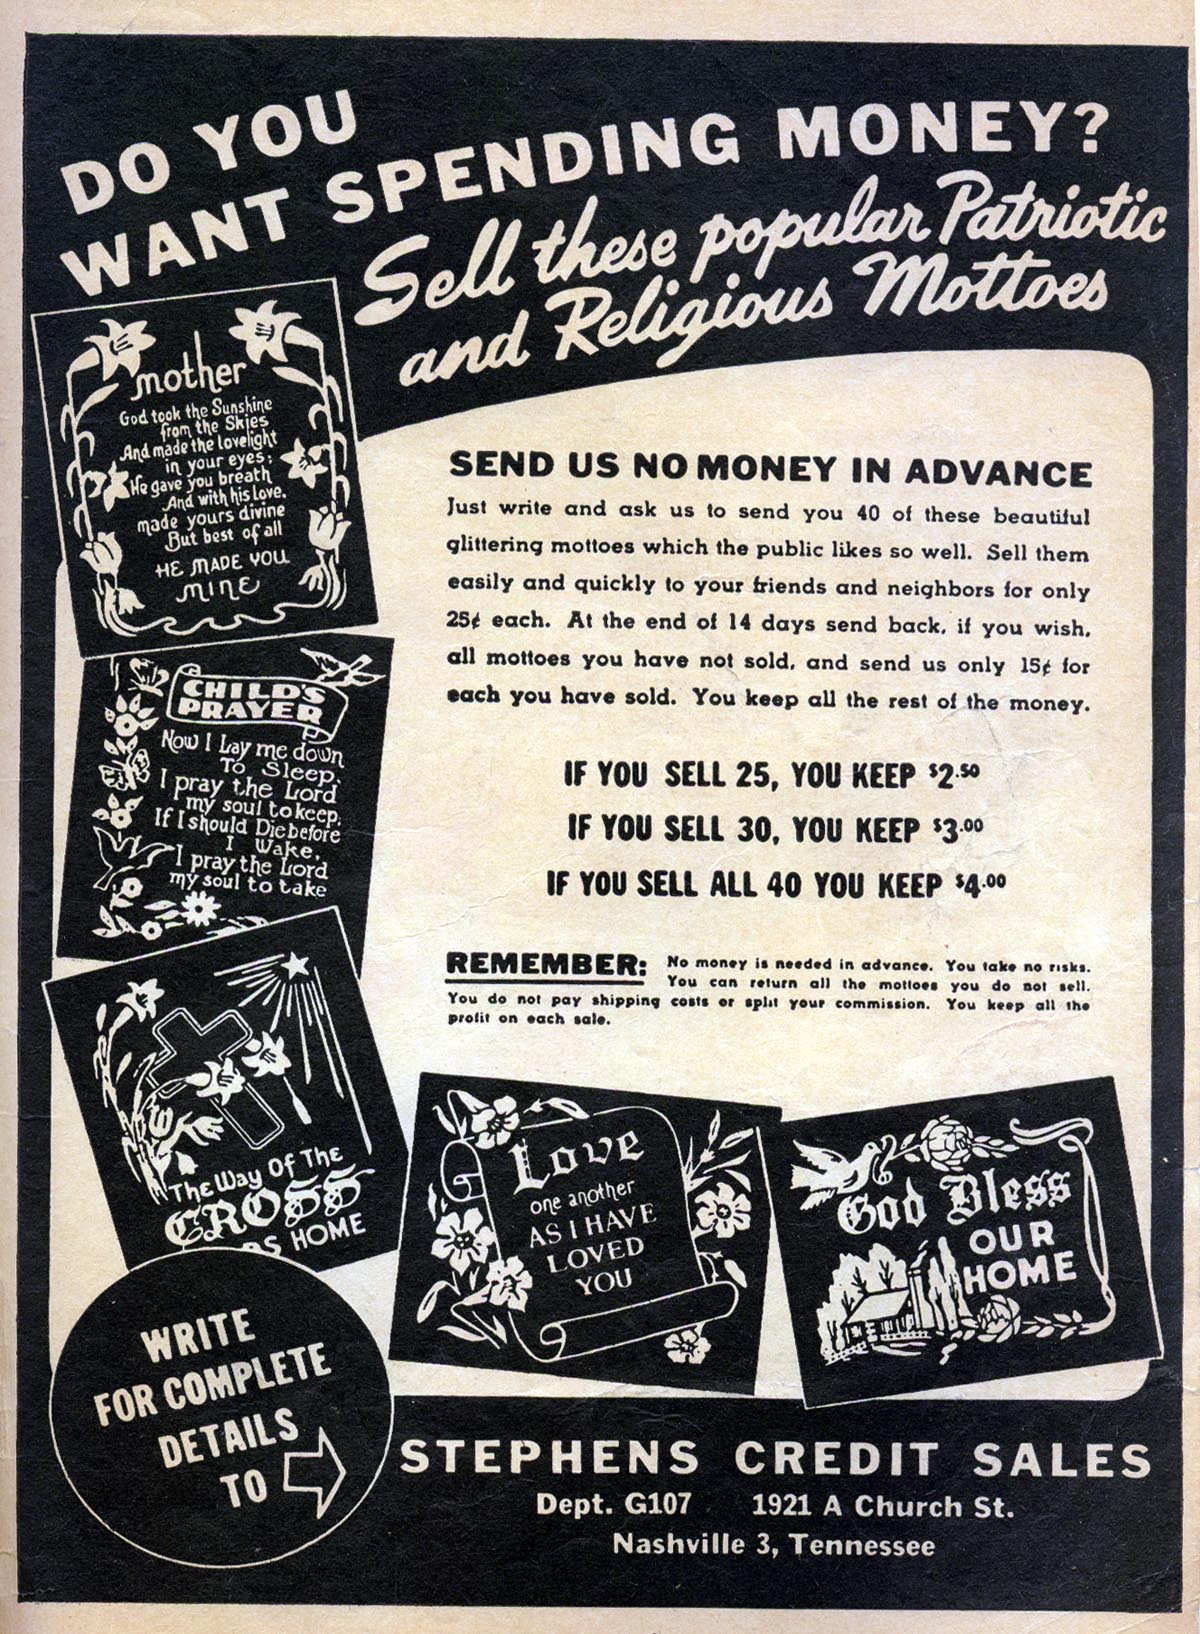 DO YOU
WANT SPENDING MONEY?
Sell these popular Patriotic
and Religious Mottoes
mother
God took the Sunshine
from the Skies
And made the lovelight
in your eyes;
He gave you breath
And with his love.
made yours divine
But best of all
HE MADE YOU
MINE
CHILD'S
PRAYER
Now I Lay me down
To Sleep,
I pray the Lord
my soul to keep,
If I should Die before
I Wake,
I pray the Lord
my soul to take
The Way Of The
CROSS
DS HOME
SEND US NO MONEY IN ADVANCE
Just write and ask us to send you 40 of these beautiful
glittering mottoes which the public likes so well. Sell them
easily and quickly to your friends and neighbors for only
25¢ each. At the end of 14 days send back, if you wish,
all mottoes you have not sold, and send us only 15¢ for
each you have sold. You keep all the rest of the money.
IF YOU SELL 25, YOU KEEP $2.50
IF YOU SELL 30, YOU KEEP $3.00
IF YOU SELL ALL 40 YOU KEEP $4.00
REMEMBER: No money is needed in advance. You take no risks.
You can return all the mottoes you do not sell.
You do not pay shipping costs or split your commission. You keep all the
profit on each sale.
Love
one another
AS I HAVE
LOVED
YOU
God Bless
OUR
HOME
WRITE
FOR COMPLETE
DETAILS
TO
STEPHENS CREDIT SALES
Dept. G107 1921 A Church St.
Nashville 3, Tennessee